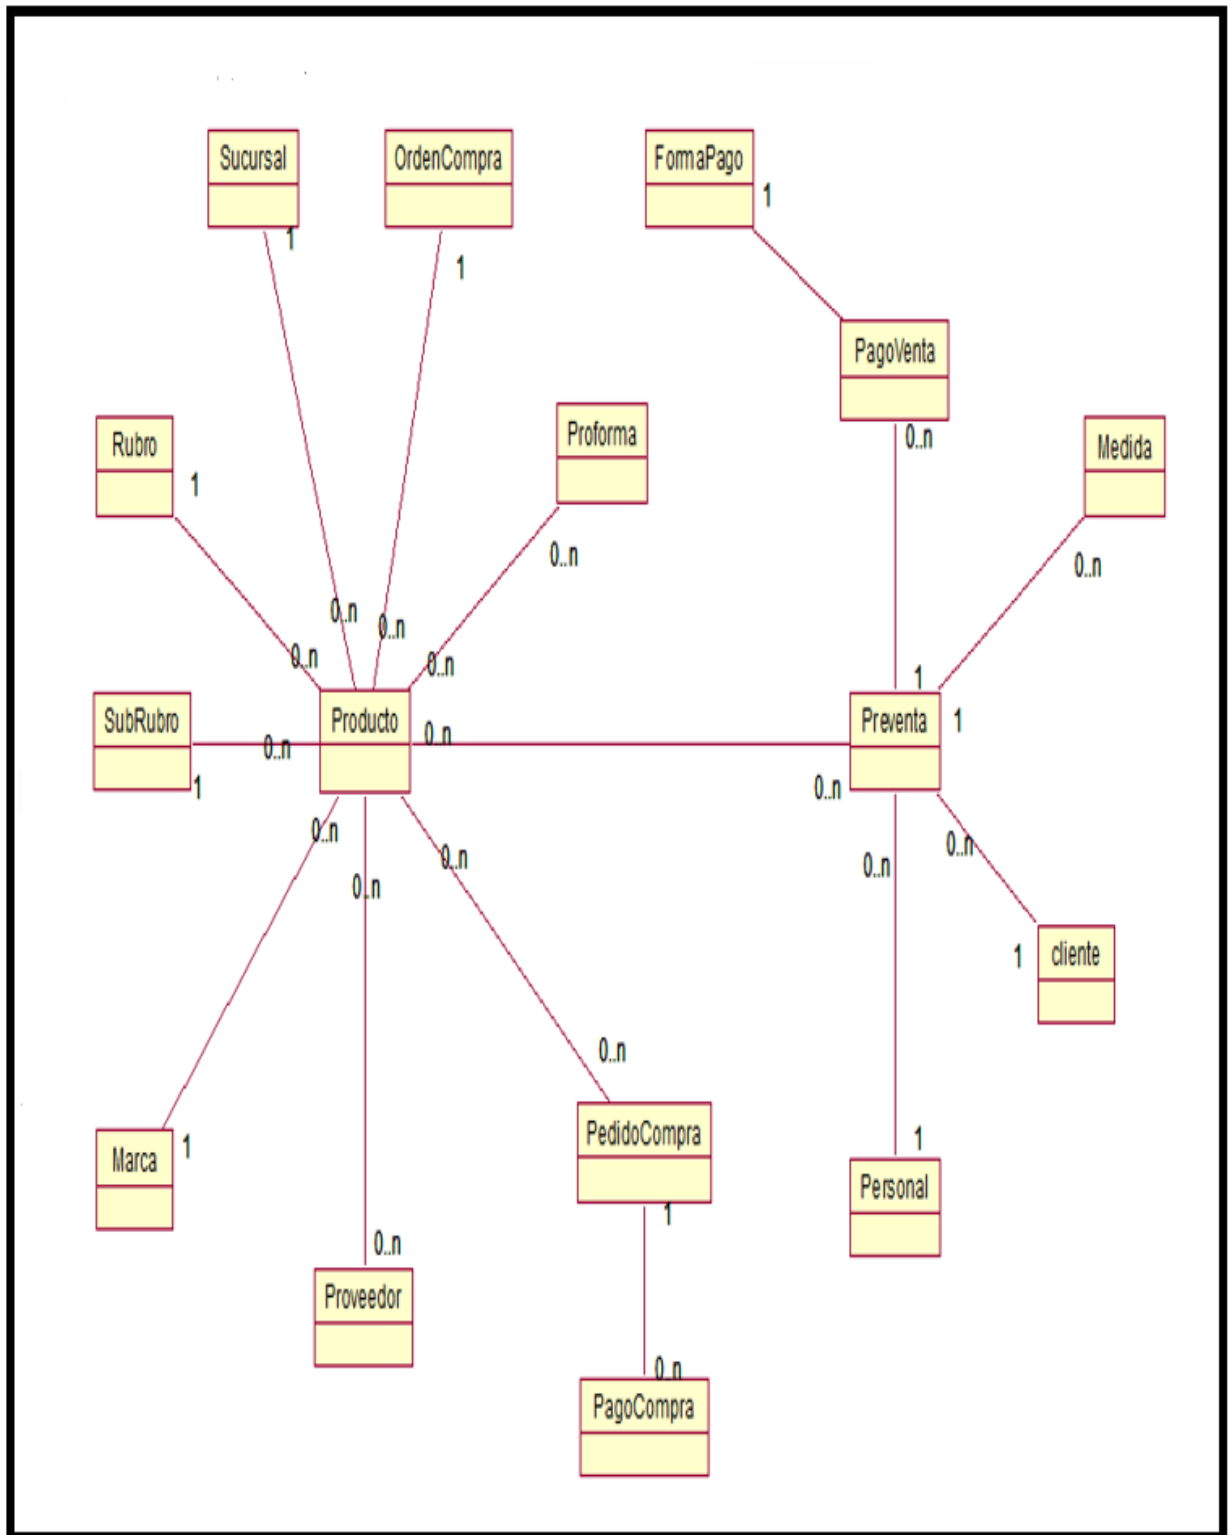 Sucursal
OrdenCompra
FormaPago
1
1
1
PagoVenta
Rubro
Proforma
0..n
Medida
1
0..n
0..n
0..n
0..n
0..n
0..n
1
SubRubro
Producto
0..n
Preventa
1
0..n
1
0..n
0..n
0..n
0..n
0..n
0..n
1
cliente
0..n
PedidoCompra
1
1
Marca
Personal
1
0..n
Proveedor
0..n
PagoCompra